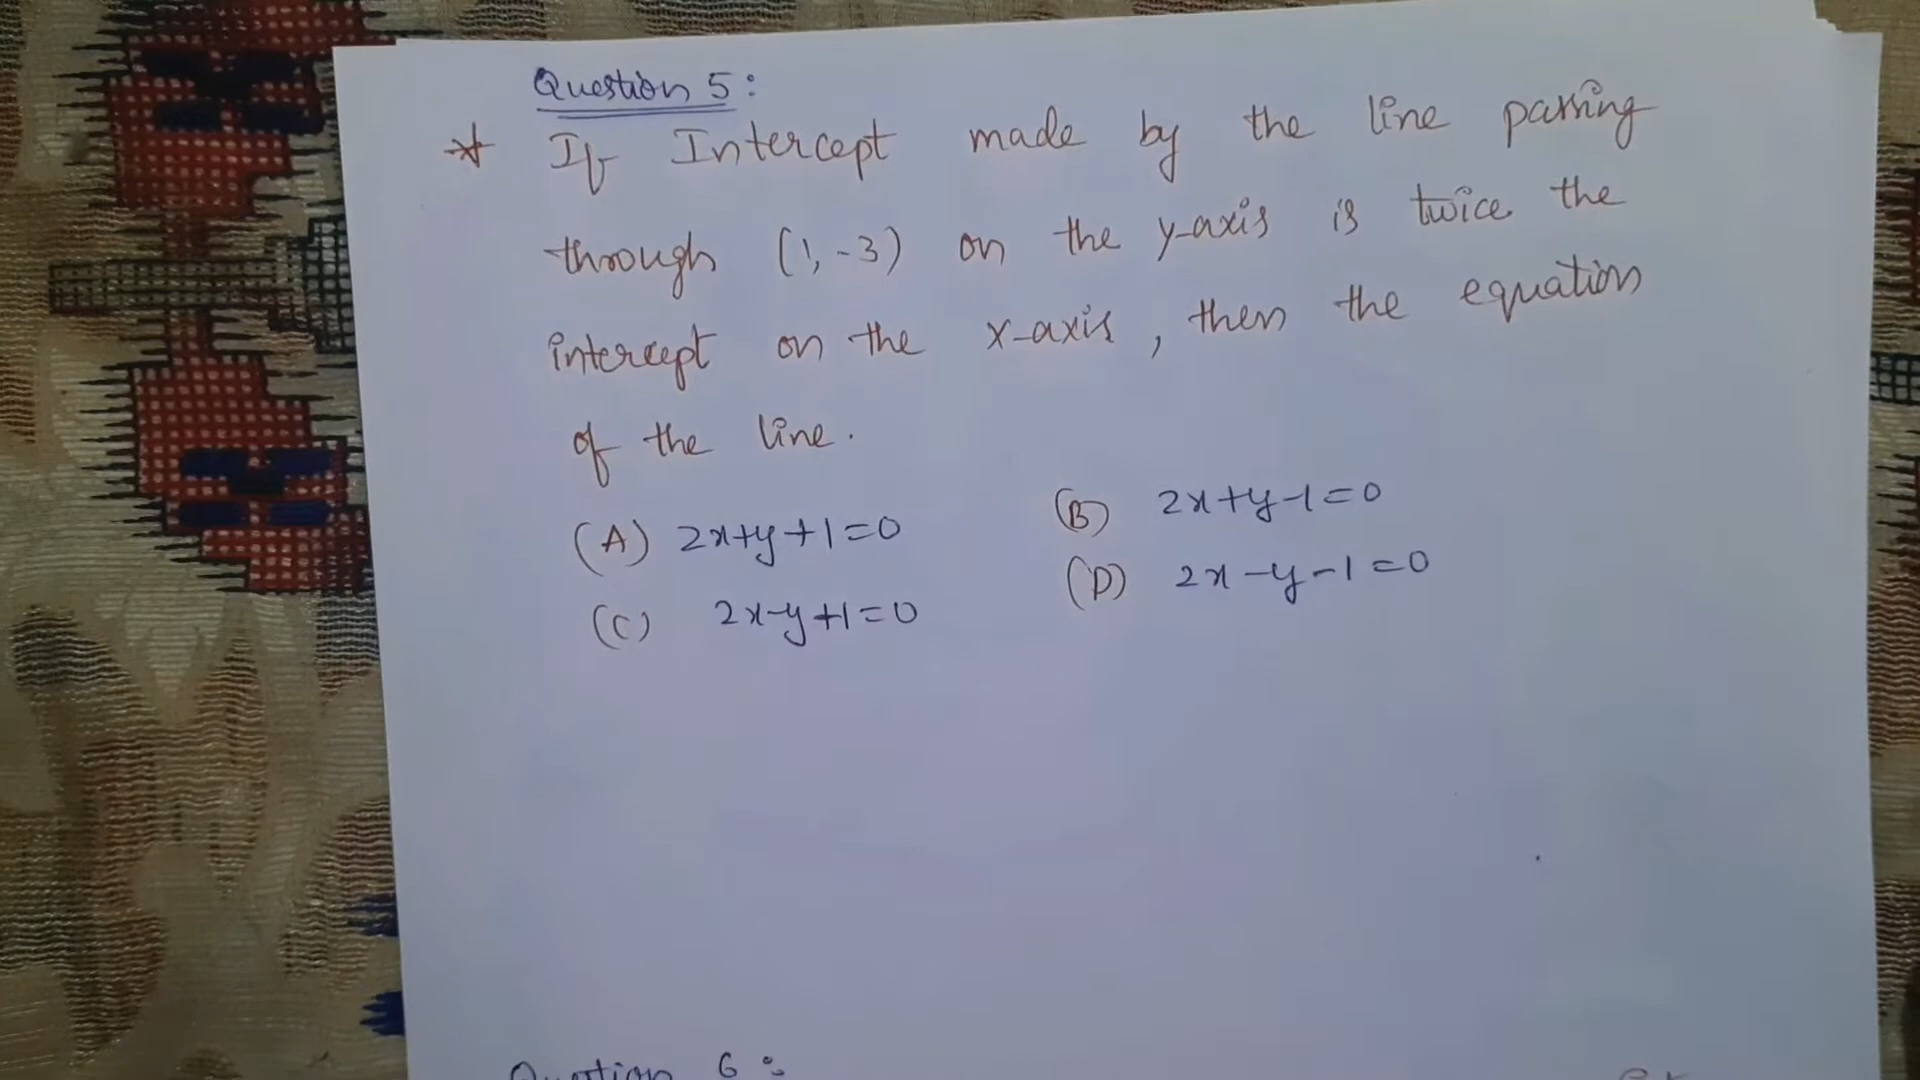 Question 5:
* If Intercept made by the line passing
through (1, -3) on the y-axis is twice the
intercept on the x-axis, then the equation
of the line.
(A) 2x+y+1=0 (B) 2x+y-1=0
(C) 2x-y+1=0 (D) 2x-y-1=0
Question 6: